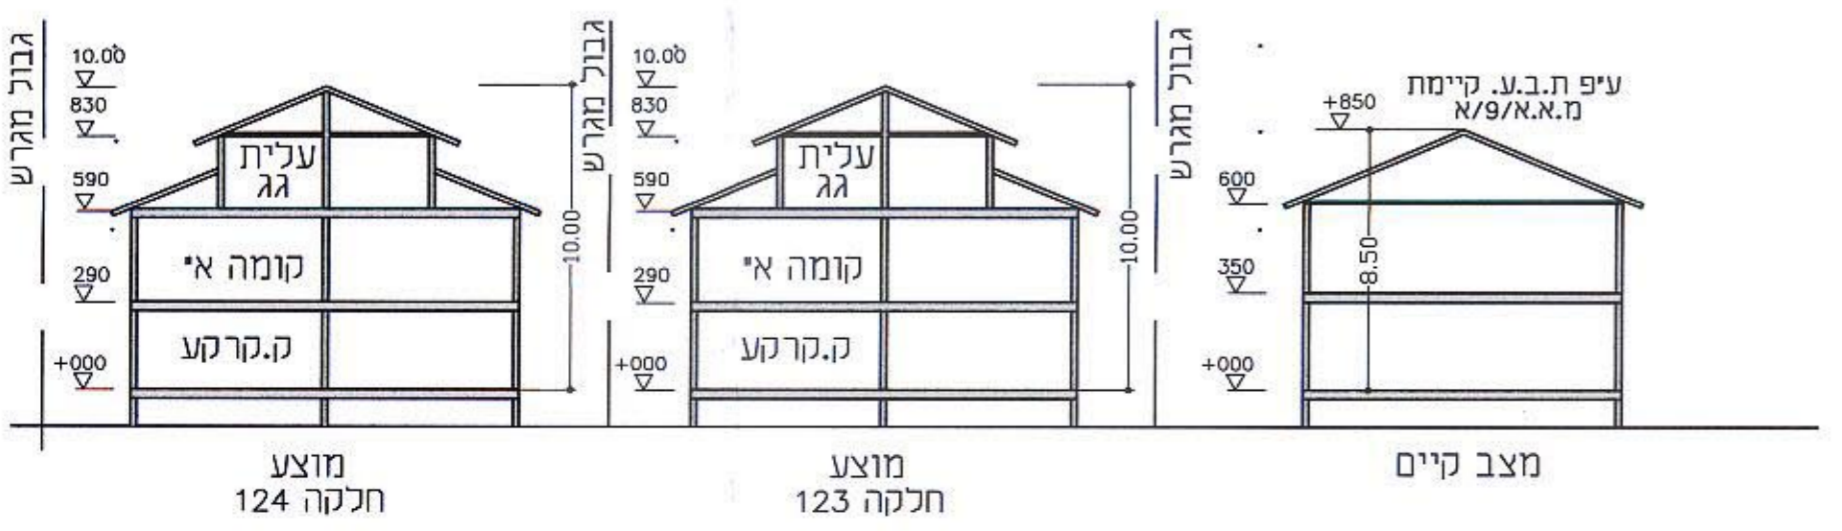 גבול מגרש
10.00
830
590
290
+000
עלית
גג
קומה א'
ק.קרקע
10.00
מוצע
חלקה 124
גבול מגרש
10.00
830
590
290
+000
עלית
גג
קומה א'
ק.קרקע
10.00
מוצע
חלקה 123
גבול מגרש
ע"פ ת.ב.ע. קיימת
מ.א.א/9/א
+850
600
350
+000
8.50
מצב קיים